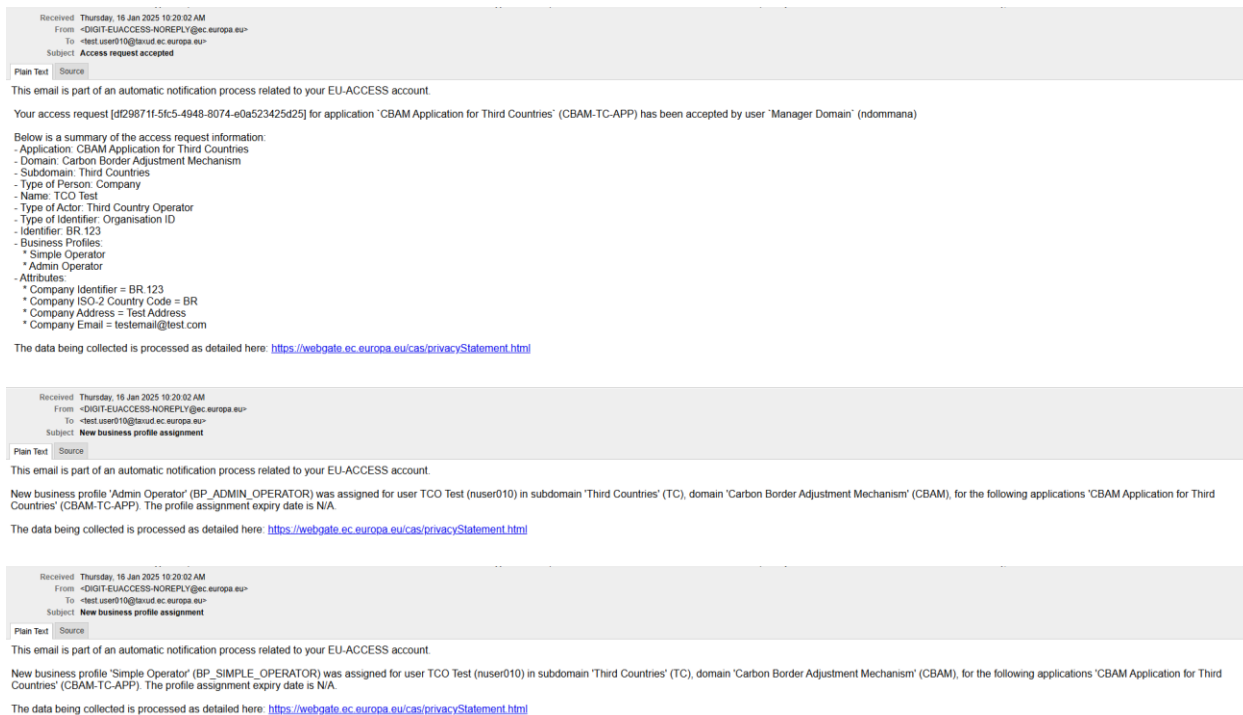 Received Thursday, 16 Jan 2025 10:20:02 AM
From <DIGIT-EUACCESS-NOREPLY@ec.europa.eu>
To <test.user010@taxud.ec.europa.eu>
Subject Access request accepted
Plain Text Source
This email is part of an automatic notification process related to your EU-ACCESS account.
Your access request [df29871f-5fc5-4948-8074-e0a523425d25] for application `CBAM Application for Third Countries` (CBAM-TC-APP) has been accepted by user `Manager Domain` (ndommana)
Below is a summary of the access request information:
- Application: CBAM Application for Third Countries
- Domain: Carbon Border Adjustment Mechanism
- Subdomain: Third Countries
- Type of Person: Company
- Name: TCO Test
- Type of Actor: Third Country Operator
- Type of Identifier: Organisation ID
- Identifier: BR.123
- Business Profiles:
* Simple Operator
* Admin Operator
- Attributes:
* Company Identifier = BR.123
* Company ISO-2 Country Code = BR
* Company Address = Test Address
* Company Email = testemail@test.com
The data being collected is processed as detailed here: https://webgate.ec.europa.eu/cas/privacyStatement.html
Received Thursday, 16 Jan 2025 10:20:02 AM
From <DIGIT-EUACCESS-NOREPLY@ec.europa.eu>
To <test.user010@taxud.ec.europa.eu>
Subject New business profile assignment
Plain Text Source
This email is part of an automatic notification process related to your EU-ACCESS account.
New business profile 'Admin Operator' (BP_ADMIN_OPERATOR) was assigned for user TCO Test (nuser010) in subdomain 'Third Countries' (TC), domain 'Carbon Border Adjustment Mechanism' (CBAM), for the following applications 'CBAM Application for Third
Countries' (CBAM-TC-APP). The profile assignment expiry date is N/A.
The data being collected is processed as detailed here: https://webgate.ec.europa.eu/cas/privacyStatement.html
Received Thursday, 16 Jan 2025 10:20:02 AM
From <DIGIT-EUACCESS-NOREPLY@ec.europa.eu>
To <test.user010@taxud.ec.europa.eu>
Subject New business profile assignment
Plain Text Source
This email is part of an automatic notification process related to your EU-ACCESS account.
New business profile 'Simple Operator' (BP_SIMPLE_OPERATOR) was assigned for user TCO Test (nuser010) in subdomain 'Third Countries' (TC), domain 'Carbon Border Adjustment Mechanism' (CBAM), for the following applications 'CBAM Application for Third
Countries' (CBAM-TC-APP). The profile assignment expiry date is N/A.
The data being collected is processed as detailed here: https://webgate.ec.europa.eu/cas/privacyStatement.html